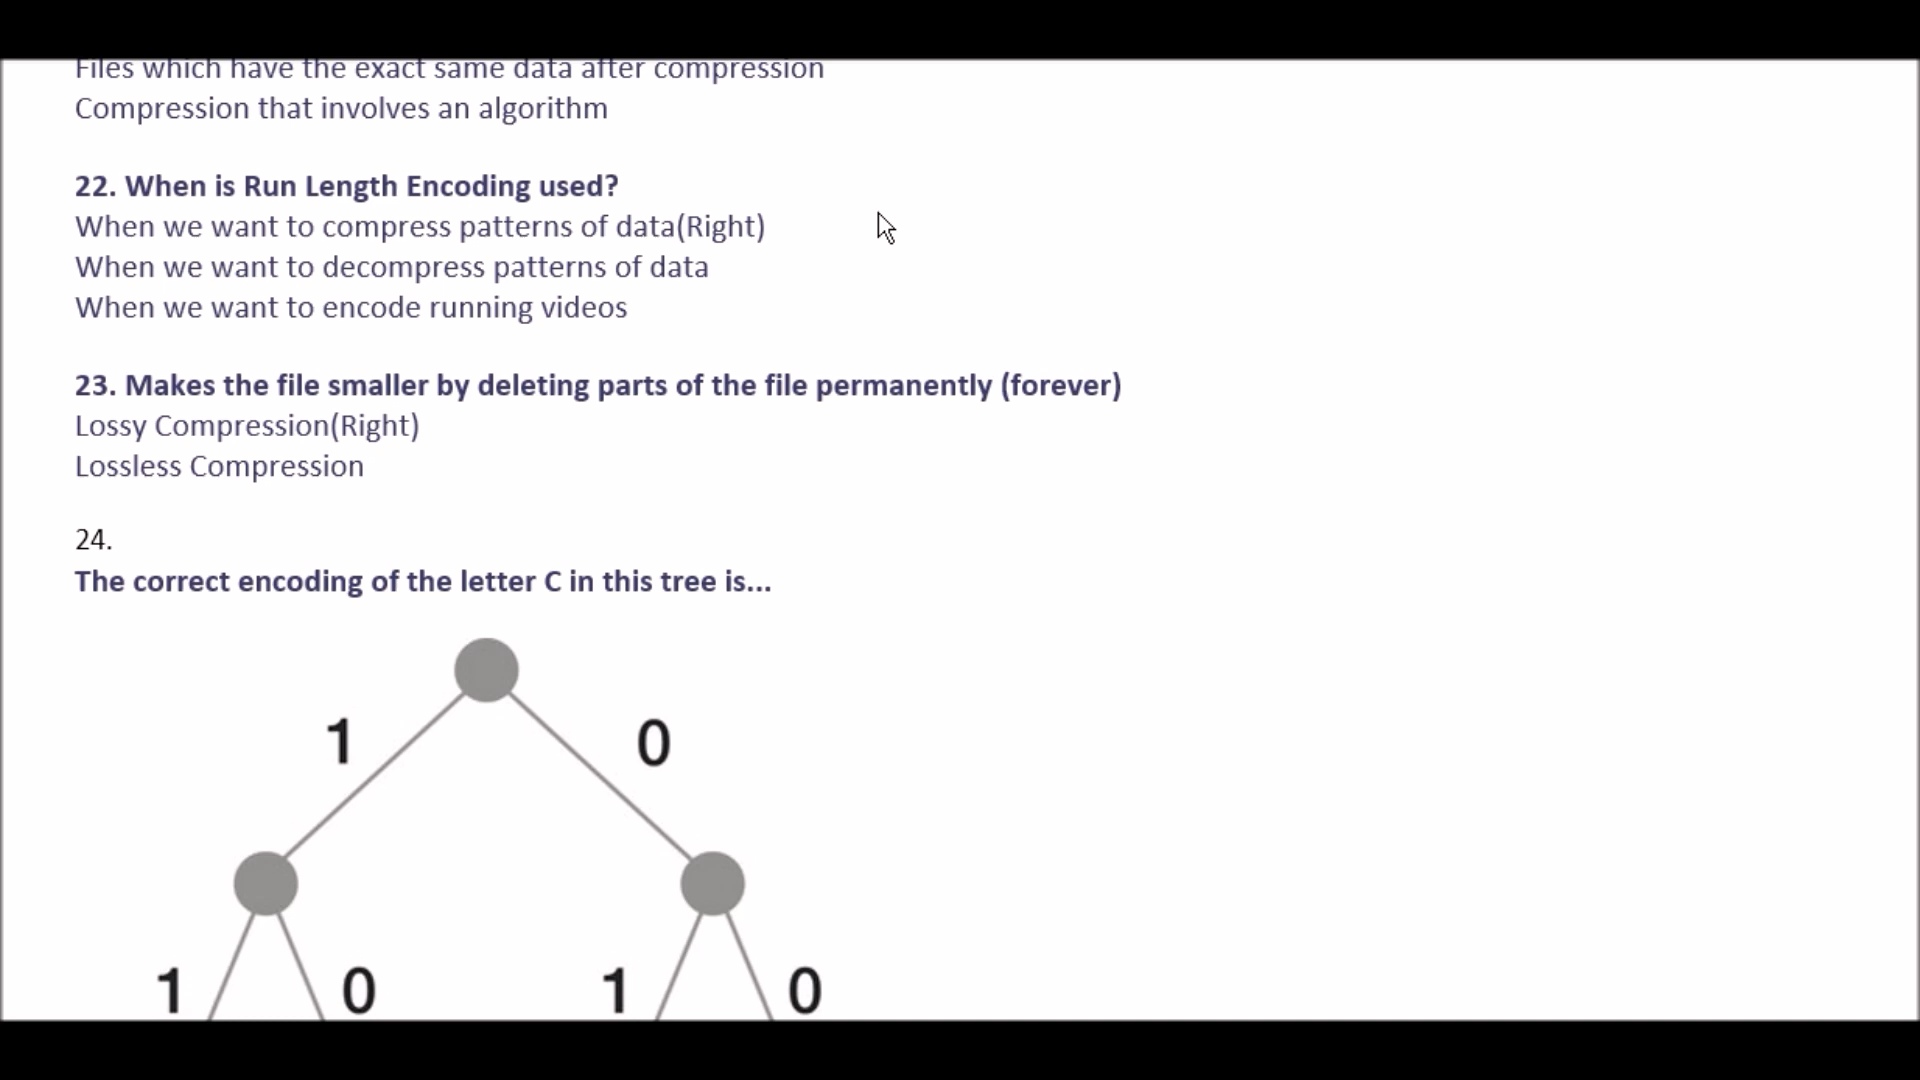 Files which have the exact same data after compression
Compression that involves an algorithm
22. When is Run Length Encoding used?
When we want to compress patterns of data(Right)
When we want to decompress patterns of data
When we want to encode running videos
23. Makes the file smaller by deleting parts of the file permanently (forever)
Lossy Compression(Right)
Lossless Compression
24.
The correct encoding of the letter C in this tree is...
1 0
1 0 1 0